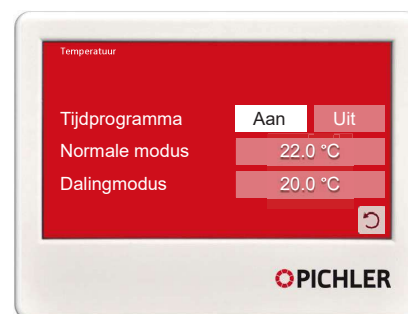 Temperatuur
Tijdprogramma Aan Uit
Normale modus 22.0 °C
Dalingmodus 20.0 °C
PICHLER